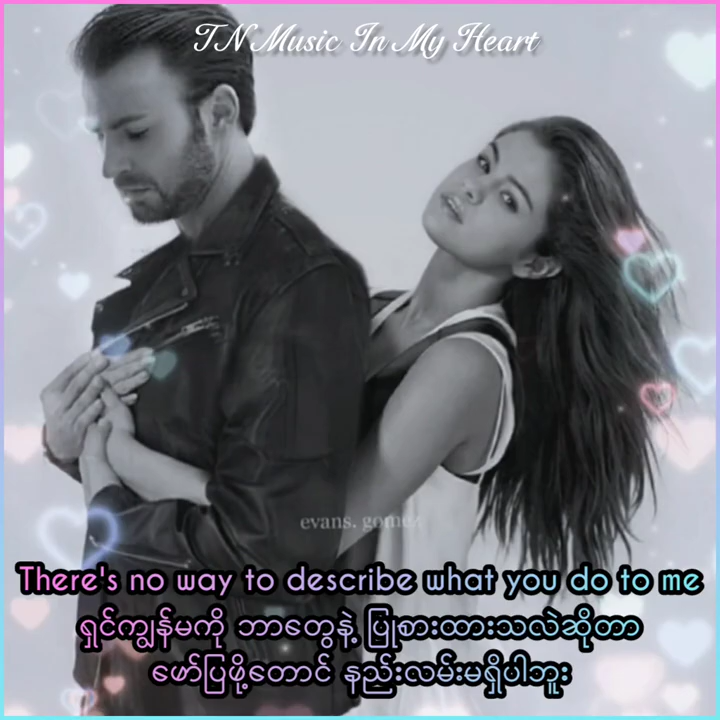 TN Music In My Heart
evans. gomez
There's no way to describe what you do to me
ရှင်ကျွန်မကို ဘာတွေနဲ့ ပြုစားထားသလဲဆိုတာ
ဖော်ပြဖို့တောင် နည်းလမ်းမရှိပါဘူး